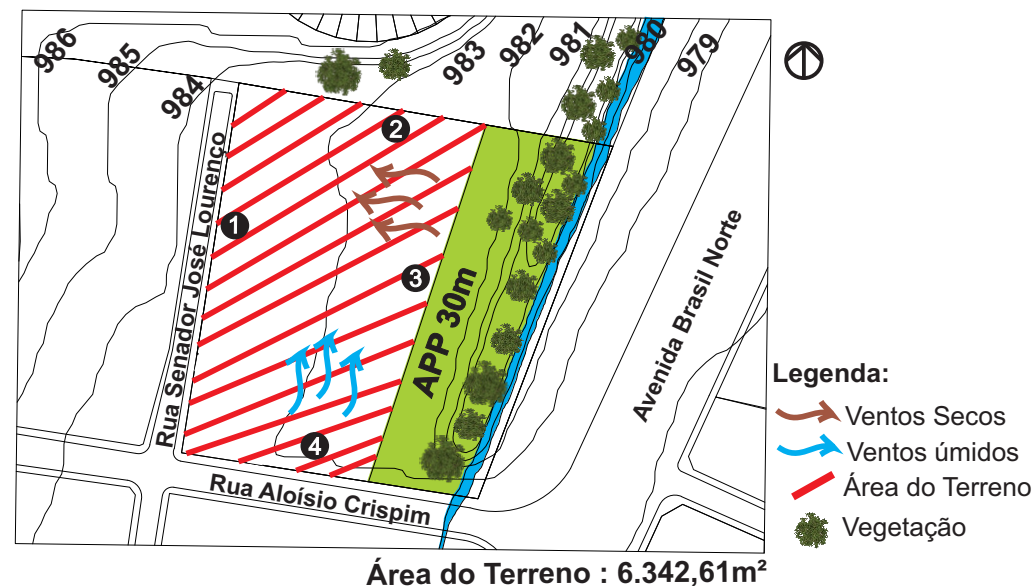 986
985
984
983
982
981
980
979
2
1
3
4
Rua Senador José Lourenço
APP 30m
Avenida Brasil Norte
Rua Aloísio Crispim
Legenda:
Ventos Secos
Ventos úmidos
Área do Terreno
Vegetação
Área do Terreno : 6.342,61m²